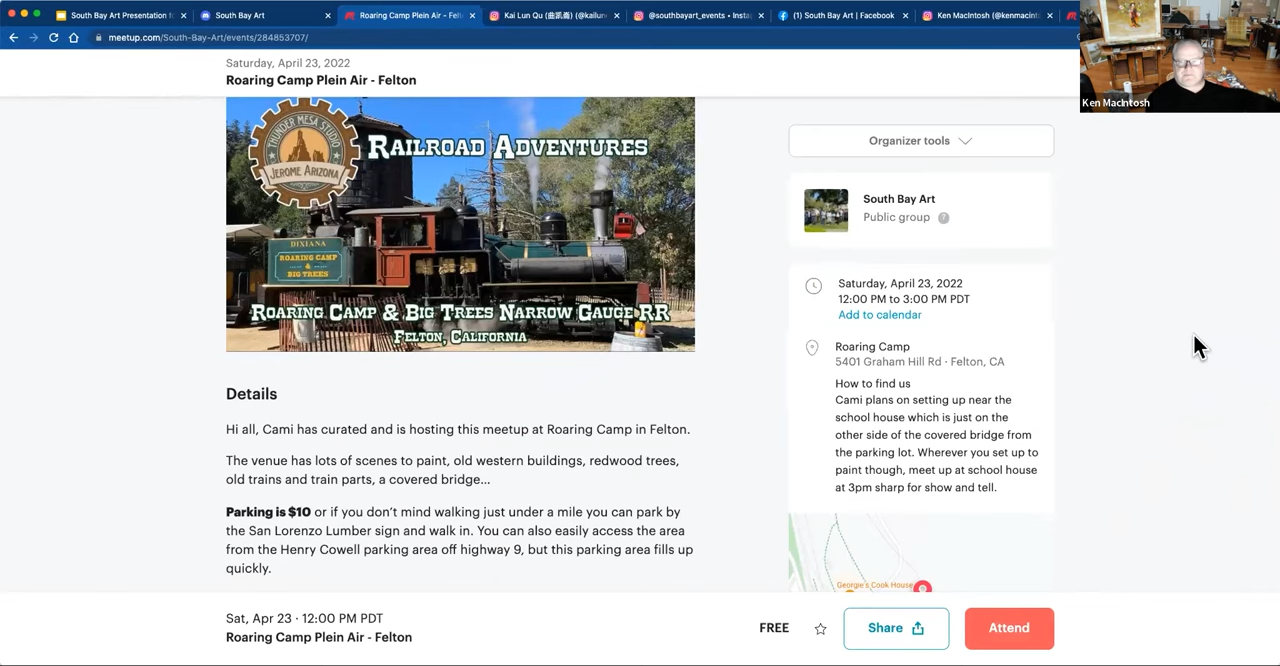 South Bay Art Presentation fo
South Bay Art
Roaring Camp Plein Air - Felt
Kai Lun Qu (曲凯崙) (@kailun
@southbayart_events • Insta
(1) South Bay Art | Facebook
Ken MacIntosh (@kenmacint
meetup.com/South-Bay-Art/events/284853707/
Saturday, April 23, 2022
Roaring Camp Plein Air - Felton
Ken MacIntosh
THUNDER MESA STUDIO
JEROME ARIZONA
RAILROAD ADVENTURES
DIXIANA
ROARING CAMP
&
BIG TREES
ROARING CAMP & BIG TREES NARROW GAUGE RR
FELTON, CALIFORNIA
Details
Hi all, Cami has curated and is hosting this meetup at Roaring Camp in Felton.
The venue has lots of scenes to paint, old western buildings, redwood trees,
old trains and train parts, a covered bridge...
Parking is $10 or if you don't mind walking just under a mile you can park by
the San Lorenzo Lumber sign and walk in. You can also easily access the area
from the Henry Cowell parking area off highway 9, but this parking area fills up
quickly.
Organizer tools
South Bay Art
Public group ?
Saturday, April 23, 2022
12:00 PM to 3:00 PM PDT
Add to calendar
Roaring Camp
5401 Graham Hill Rd · Felton, CA
How to find us
Cami plans on setting up near the
school house which is just on the
other side of the covered bridge from
the parking lot. Wherever you set up to
paint though, meet up at school house
at 3pm sharp for show and tell.
Georgie's Cook House
Sat, Apr 23 · 12:00 PM PDT
Roaring Camp Plein Air - Felton
FREE
Share
Attend